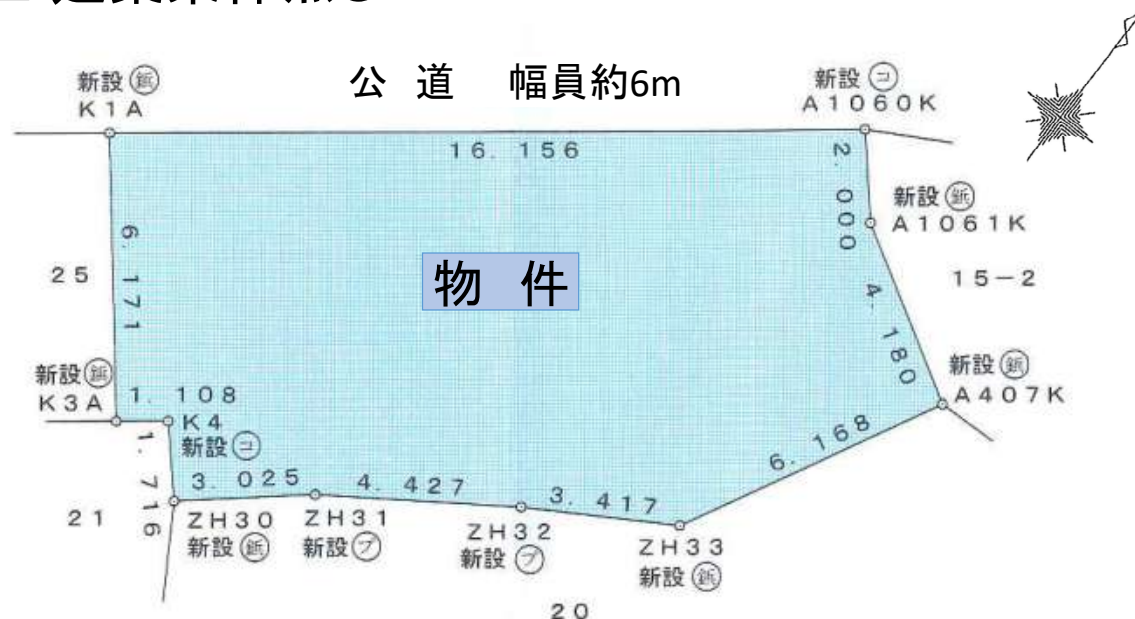 公 道 幅員約6m
新設 鋲
K1A
新設 コ
A1060K
16.156
2.000
新設 鋲
A1061K
6.171
25
物 件
15-2
4.180
新設 鋲
K3A
1.108
K4
新設 コ
新設 鋲
A407K
6.168
1.716
3.025
4.427
3.417
21
ZH30
新設 鋲
ZH31
新設 プ
ZH32
新設 プ
ZH33
新設 鋲
20